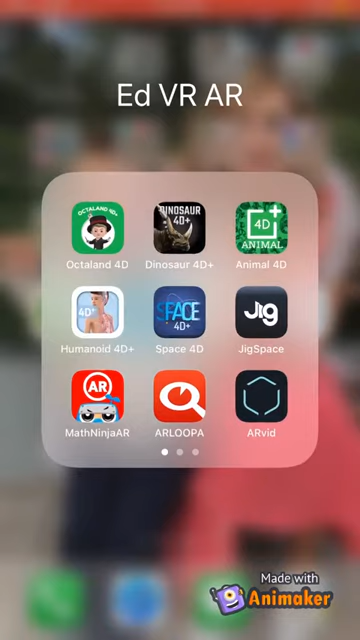 Ed VR AR
OCTALAND 4D+
DINOSAUR
4D+
4D
ANIMAL
Octaland 4D
Dinosaur 4D+
Animal 4D
4D+
SPACE
4D+
Jig
Humanoid 4D+
Space 4D
JigSpace
AR
MathNinjaAR
ARLOOPA
ARvid
Made with
Animaker